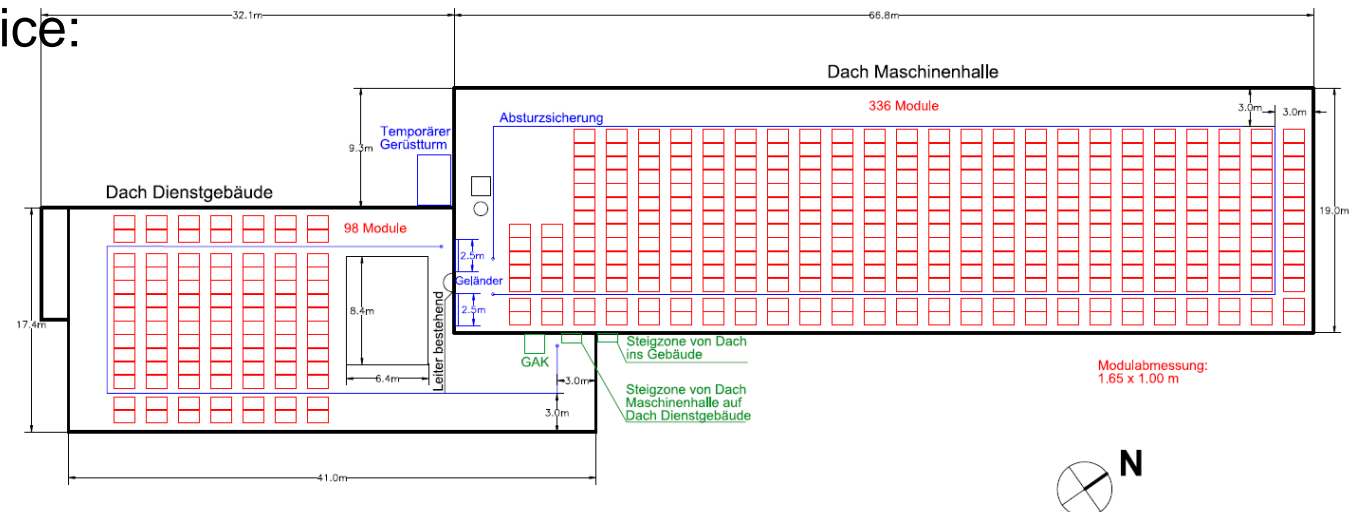 ice:
32.1m
66.8m
Dach Maschinenhalle
336 Module
3.0m
3.0m
Absturzsicherung
Temporärer
Gerüstturm
9.3m
Dach Dienstgebäude
98 Module
19.0m
2.5m
Geländer
2.5m
8.4m
6.4m
17.4m
Leiter bestehend
GAK
Steigzone von Dach
ins Gebäude
Steigzone von Dach
Maschinenhalle auf
Dach Dienstgebäude
3.0m
3.0m
Modulabmessung:
1.65 x 1.00 m
41.0m
N